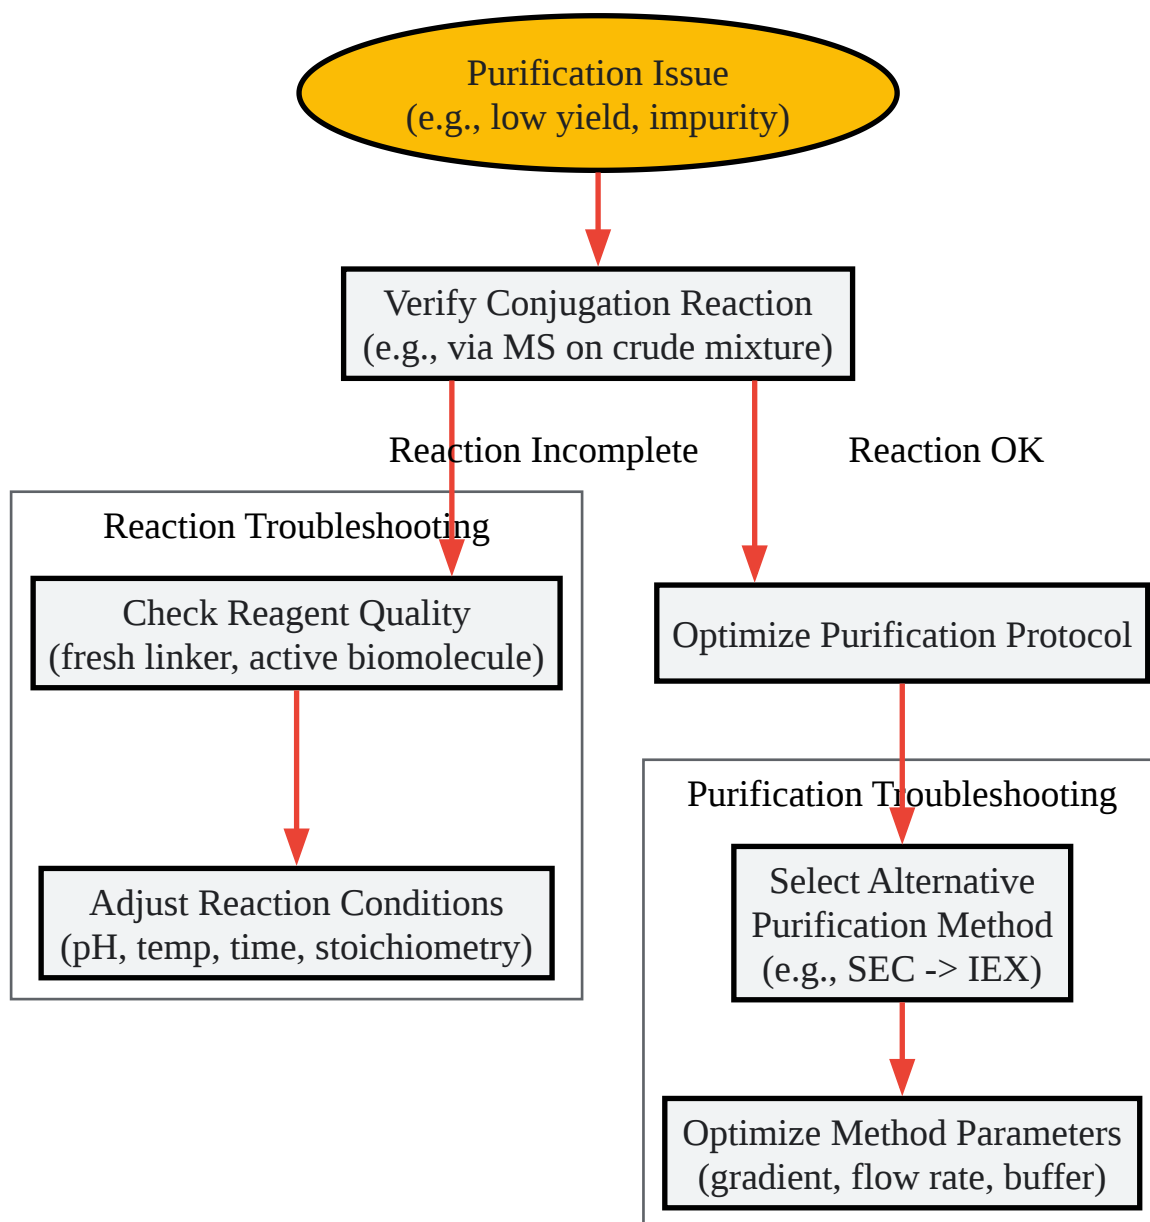 Purification Issue
(e.g., low yield, impurity)
Verify Conjugation Reaction
(e.g., via MS on crude mixture)
Reaction Incomplete
Reaction OK
Reaction Troubleshooting
Check Reagent Quality
(fresh linker, active biomolecule)
Adjust Reaction Conditions
(pH, temp, time, stoichiometry)
Optimize Purification Protocol
Purification Troubleshooting
Select Alternative
Purification Method
(e.g., SEC -> IEX)
Optimize Method Parameters
(gradient, flow rate, buffer)